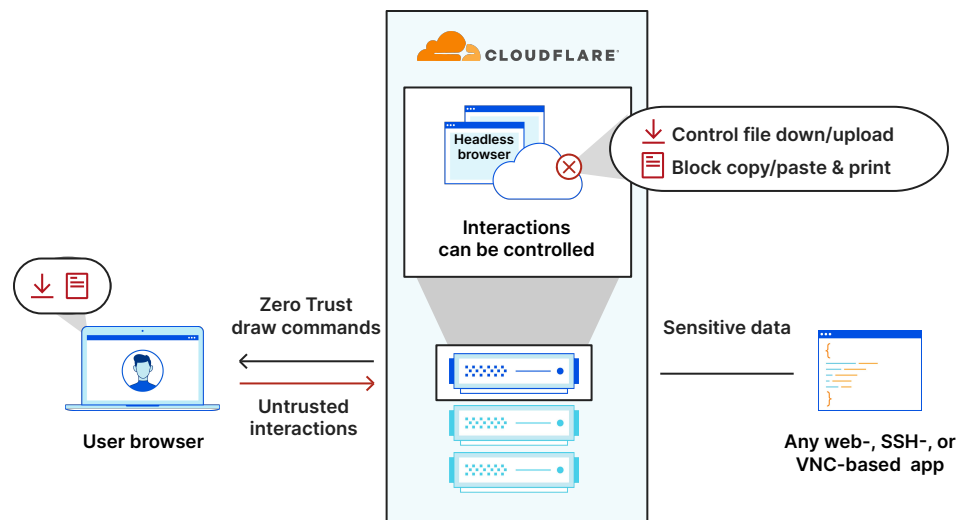 CLOUDFLARE
Headless
browser
Control file down/upload
Block copy/paste & print
Interactions
can be controlled
Zero Trust
draw commands
Untrusted
interactions
User browser
Sensitive data
{
}
Any web-, SSH-, or
VNC-based app